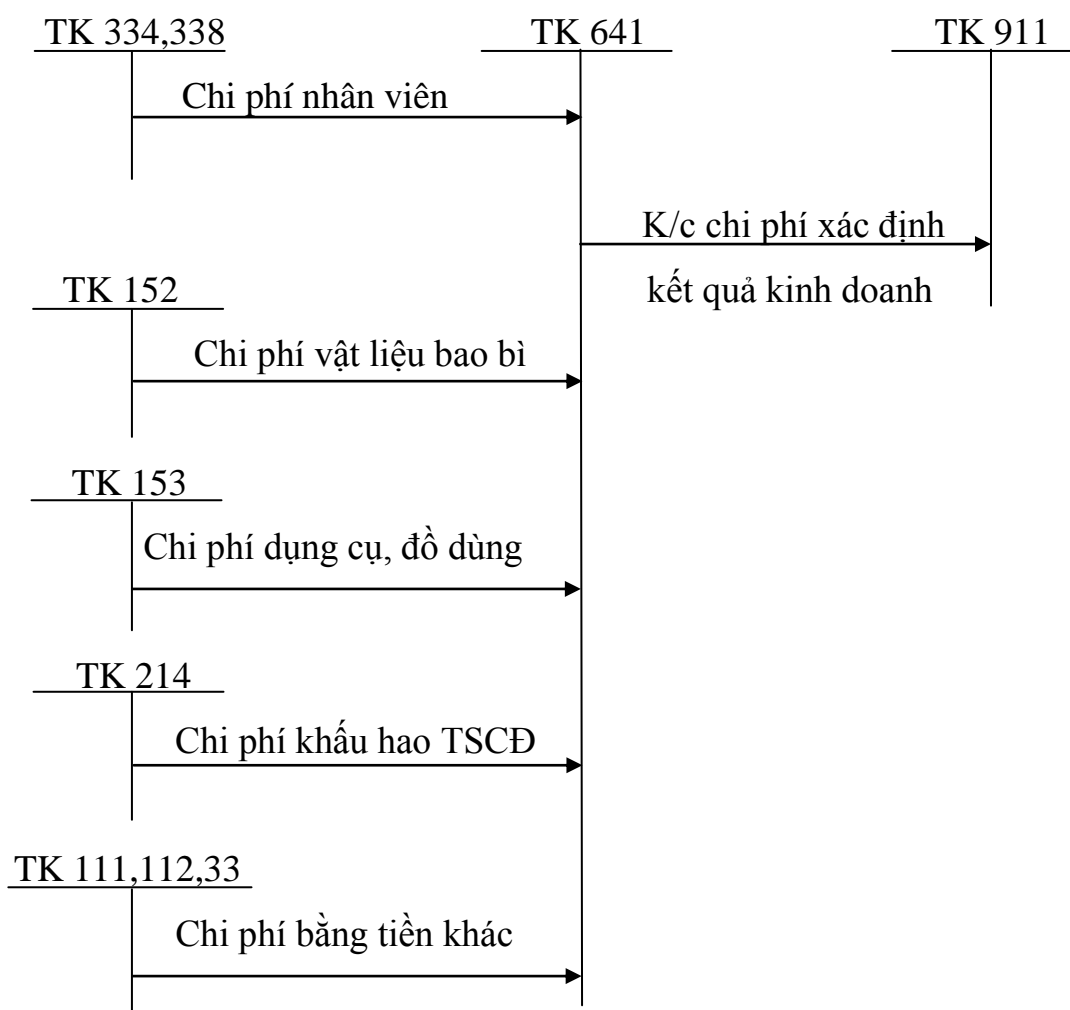 TK 334,338
TK 641
TK 911
Chi phí nhân viên
K/c chi phí xác định
kết quả kinh doanh
TK 152
Chi phí vật liệu bao bì
TK 153
Chi phí dụng cụ, đồ dùng
TK 214
Chi phí khấu hao TSCĐ
TK 111,112,33
Chi phí bằng tiền khác